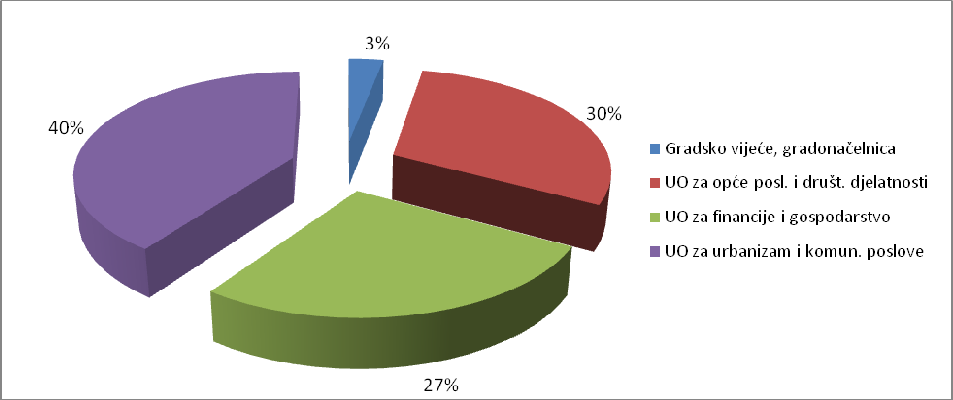 3%
30%
40%
27%
Gradsko vijeće, gradonačelnica
UO za opće posl. i društ. djelatnosti
UO za financije i gospodarstvo
UO za urbanizam i komun. poslove